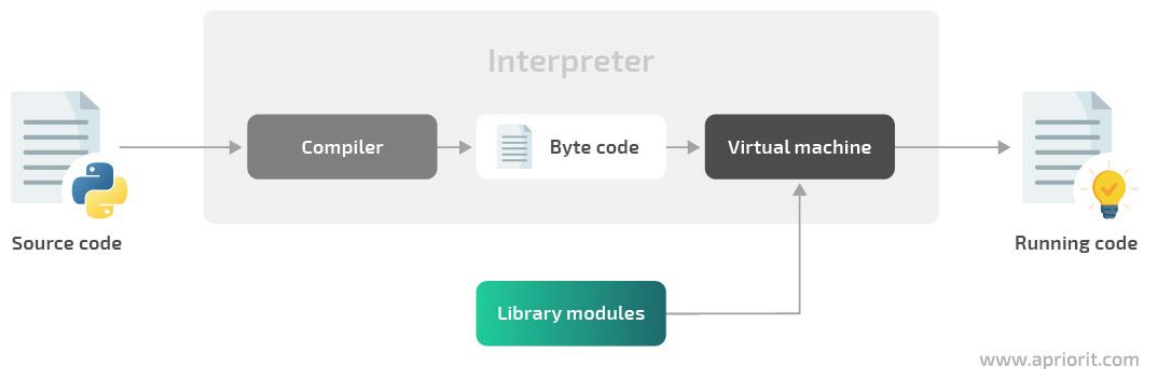 Interpreter
Compiler
Byte code
Virtual machine
Source code
Running code
Library modules
www.apriorit.com